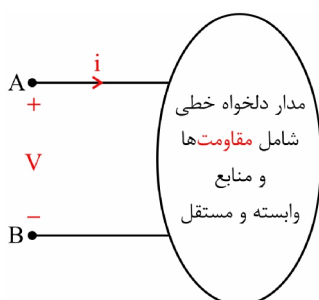 i
A
+
V
−
B
مدار دلخواه خطی
شامل مقاومت‌ها
و منابع
وابسته و مستقل